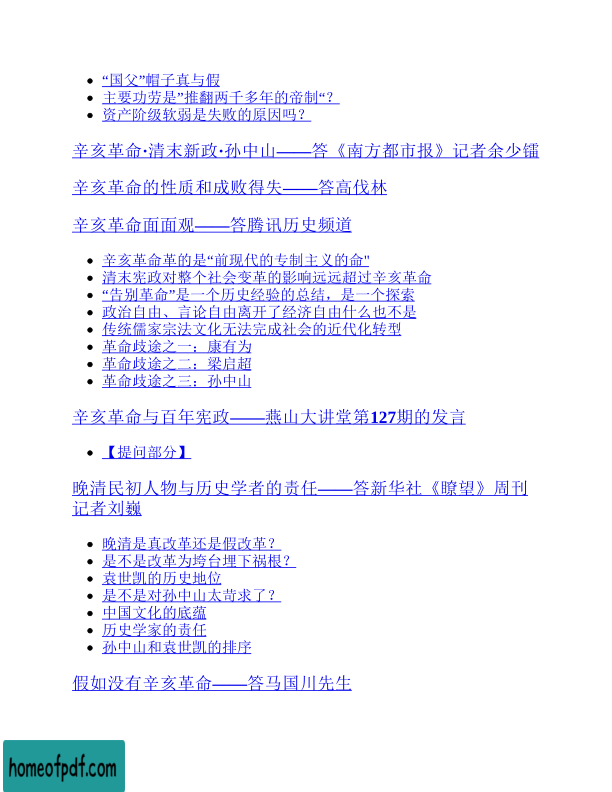 “国父”帽子真与假
主要功劳是”推翻两千多年的帝制“？
资产阶级软弱是失败的原因吗？
辛亥革命·清末新政·孙中山——答《南方都市报》记者余少镭
辛亥革命的性质和成败得失——答高伐林
辛亥革命面面观——答腾讯历史频道
辛亥革命革的是“前现代的专制主义的命"
清末宪政对整个社会变革的影响远远超过辛亥革命
“告别革命”是一个历史经验的总结，是一个探索
政治自由、言论自由离开了经济自由什么也不是
传统儒家宗法文化无法完成社会的近代化转型
革命歧途之一：康有为
革命歧途之二：梁启超
革命歧途之三：孙中山
辛亥革命与百年宪政——燕山大讲堂第127期的发言
【提问部分】
晚清民初人物与历史学者的责任——答新华社《瞭望》周刊
记者刘巍
晚清是真改革还是假改革？
是不是改革为垮台埋下祸根？
袁世凯的历史地位
是不是对孙中山太苛求了？
中国文化的底蕴
历史学家的责任
孙中山和袁世凯的排序
假如没有辛亥革命——答马国川先生
homeofpdf.com